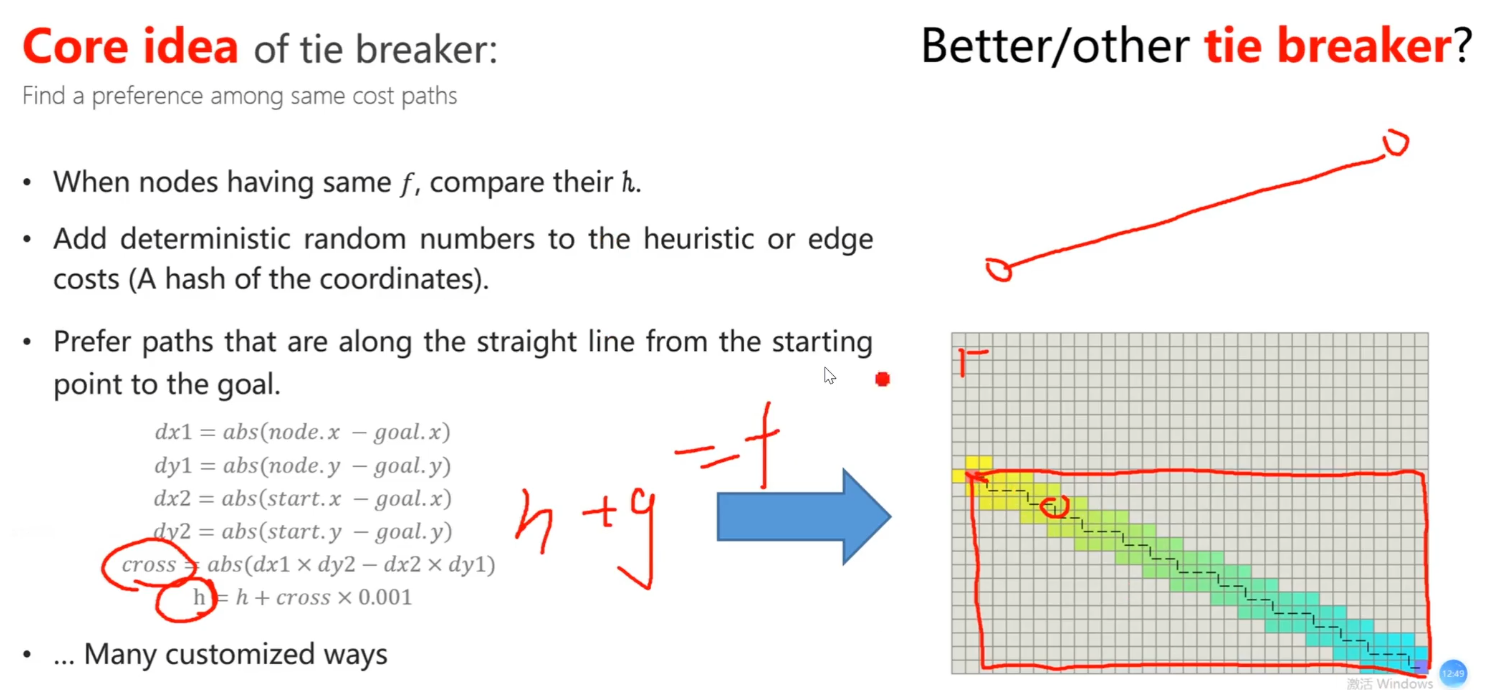 Core idea of tie breaker:
Find a preference among same cost paths
• When nodes having same f, compare their h.
• Add deterministic random numbers to the heuristic or edge
costs (A hash of the coordinates).
• Prefer paths that are along the straight line from the starting
point to the goal.
dx1 = abs(node.x − goal.x)
dy1 = abs(node.y − goal.y)
dx2 = abs(start.x − goal.x)
dy2 = abs(start.y − goal.y)
cross = abs(dx1 × dy2 − dx2 × dy1)
h = h + cross × 0.001
• ... Many customized ways
h + g = f
Better/other tie breaker?
12:49
激活 Windows